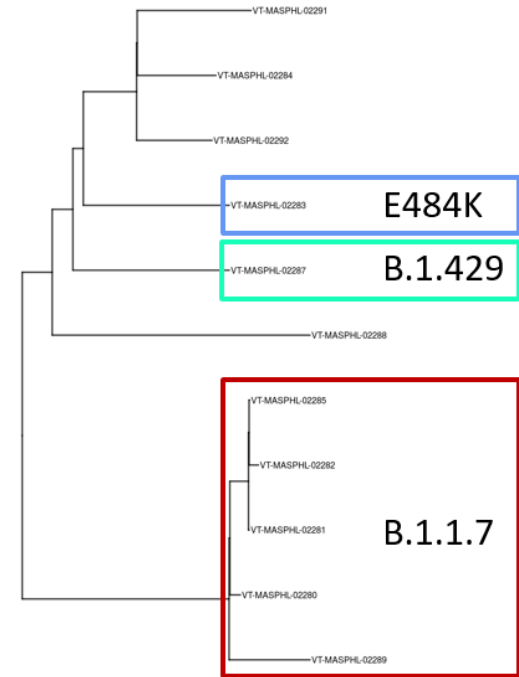 VT-MASPHL-02291
VT-MASPHL-02284
VT-MASPHL-02292
VT-MASPHL-02283
E484K
VT-MASPHL-02287
B.1.429
VT-MASPHL-02288
VT-MASPHL-02285
VT-MASPHL-02282
VT-MASPHL-02281
B.1.1.7
VT-MASPHL-02280
VT-MASPHL-02289